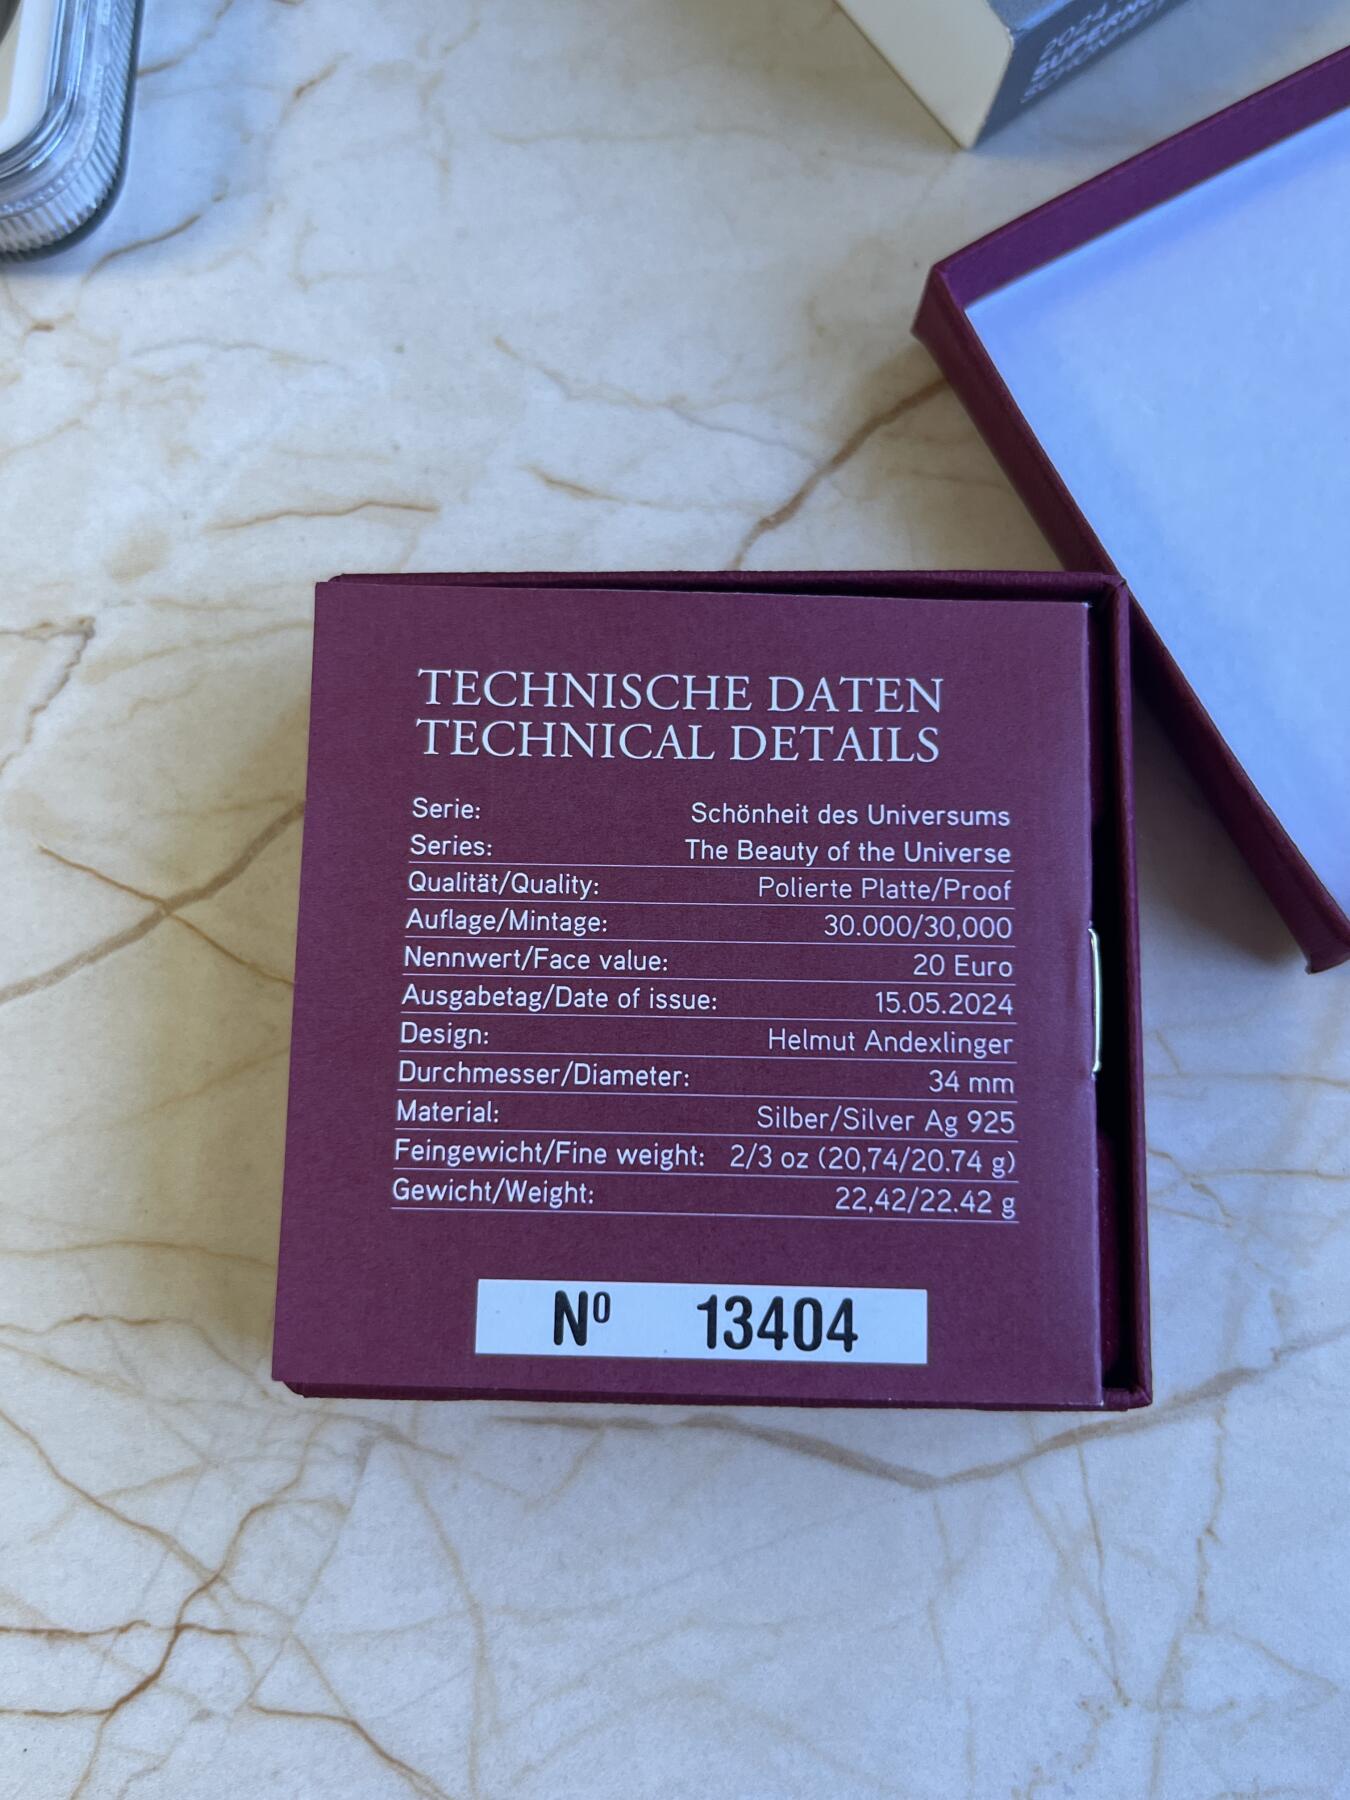 2024
TECHNISCHE DATEN
TECHNICAL DETAILS
Serie: Schönheit des Universums
Series: The Beauty of the Universe
Qualität/Quality: Polierte Platte/Proof
Auflage/Mintage: 30.000/30,000
Nennwert/Face value: 20 Euro
Ausgabetag/Date of issue: 15.05.2024
Design: Helmut Andexlinger
Durchmesser/Diameter: 34 mm
Material: Silber/Silver Ag 925
Feingewicht/Fine weight: 2/3 oz (20,74/20.74 g)
Gewicht/Weight: 22,42/22.42 g
Nº 13404